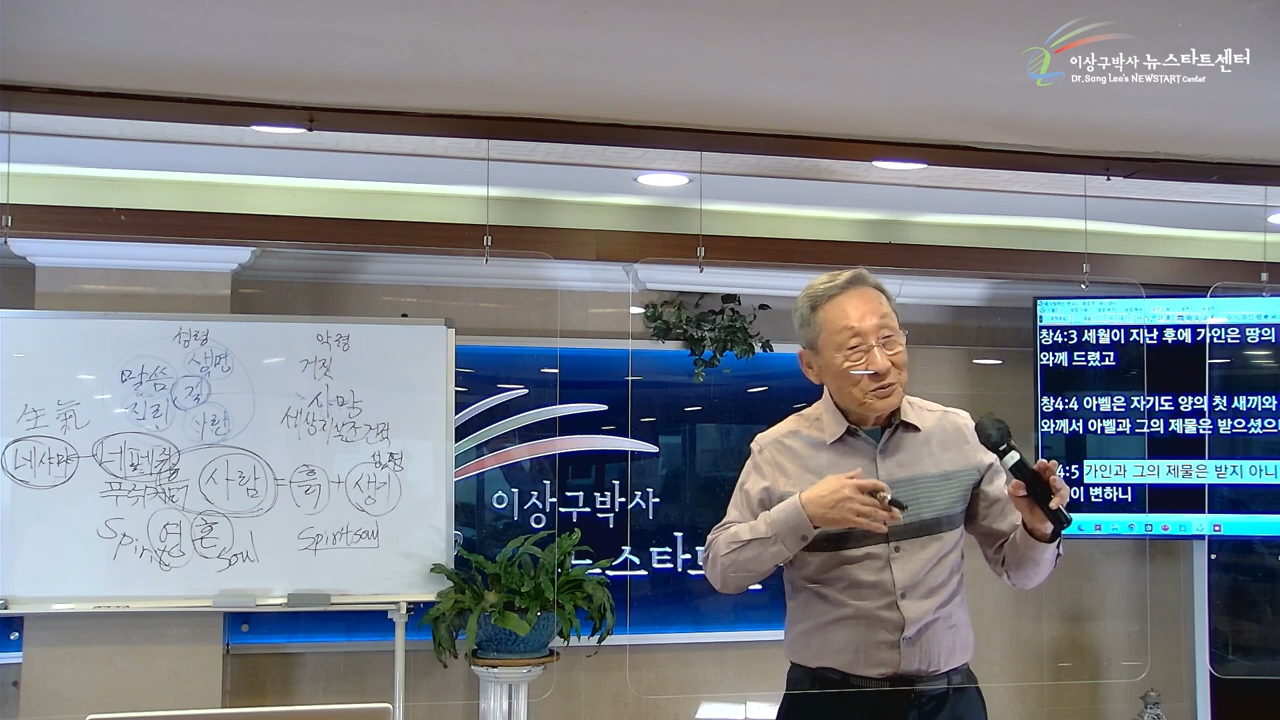 이상구박사 뉴스타트센터
Dr. Sang Lee's NEWSTART Center
성령
생명
말씀
길
진리
사랑
악령
거짓
사망
生氣
네샤마
네페쉬
사람 = 흙 + 생기
Spirit 영혼 soul
Spirit soul
이상구박사
뉴스타트
창4:3 세월이 지난 후에 가인은 땅의
와께 드렸고
창4:4 아벨은 자기도 양의 첫 새끼와
와께서 아벨과 그의 제물은 받으셨으
4:5 가인과 그의 제물은 받지 아니
이 변하니